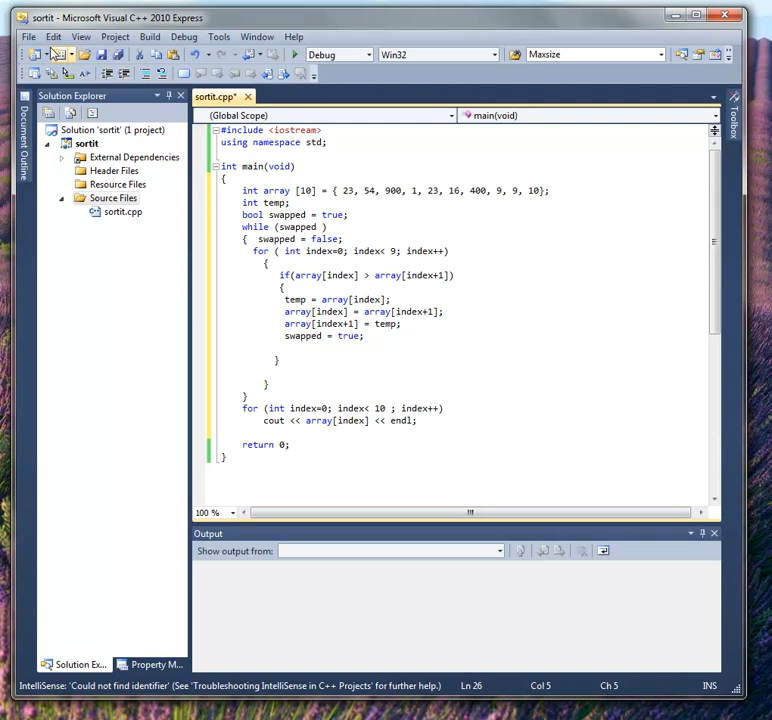 sortit - Microsoft Visual C++ 2010 Express
File Edit View Project Build Debug Tools Window Help
Debug Win32 Maxsize
Document Outline
Solution Explorer
Solution 'sortit' (1 project)
sortit
External Dependencies
Header Files
Resource Files
Source Files
sortit.cpp
Solution Ex... Property M...
sortit.cpp*
(Global Scope) main(void)
#include <iostream>
using namespace std;
int main(void)
{
int array [10] = { 23, 54, 900, 1, 23, 16, 400, 9, 9, 10};
int temp;
bool swapped = true;
while (swapped )
{ swapped = false;
for ( int index=0; index< 9; index++)
{
if(array[index] > array[index+1])
{
temp = array[index];
array[index] = array[index+1];
array[index+1] = temp;
swapped = true;
}
}
}
for (int index=0; index< 10 ; index++)
cout << array[index] << endl;
return 0;
}
100 %
Output
Show output from:
Toolbox
IntelliSense: 'Could not find identifier' (See 'Troubleshooting IntelliSense in C++ Projects' for further help.) Ln 26 Col 5 Ch 5 INS